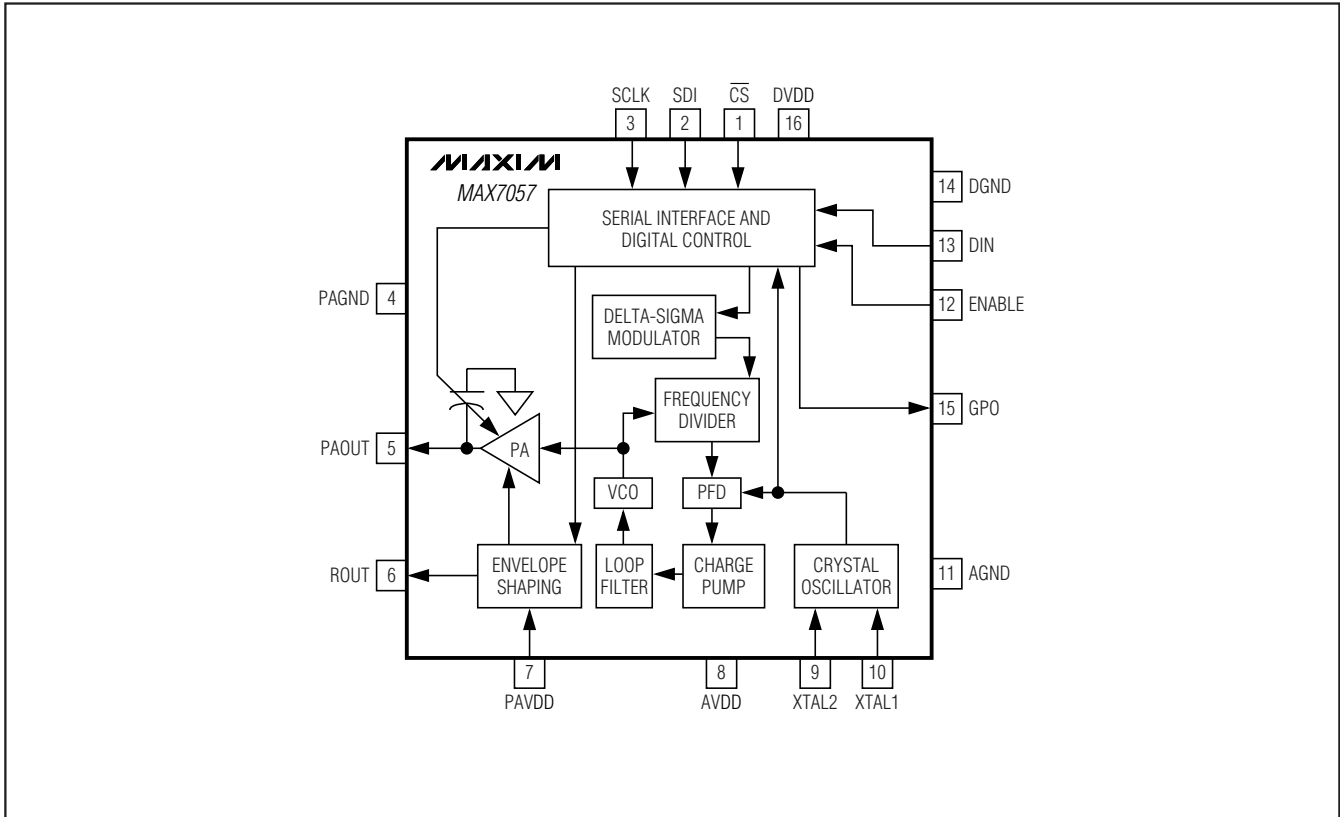 SCLK SDI CS DVDD
3 2 1 16
MAXIM
MAX7057
SERIAL INTERFACE AND
DIGITAL CONTROL
14 DGND
13 DIN
12 ENABLE
PAGND 4
DELTA-SIGMA
MODULATOR
FREQUENCY
DIVIDER
15 GPO
PAOUT 5
PA
VCO
PFD
ROUT 6
ENVELOPE
SHAPING
LOOP
FILTER
CHARGE
PUMP
CRYSTAL
OSCILLATOR
11 AGND
7 8 9 10
PAVDD AVDD XTAL2 XTAL1